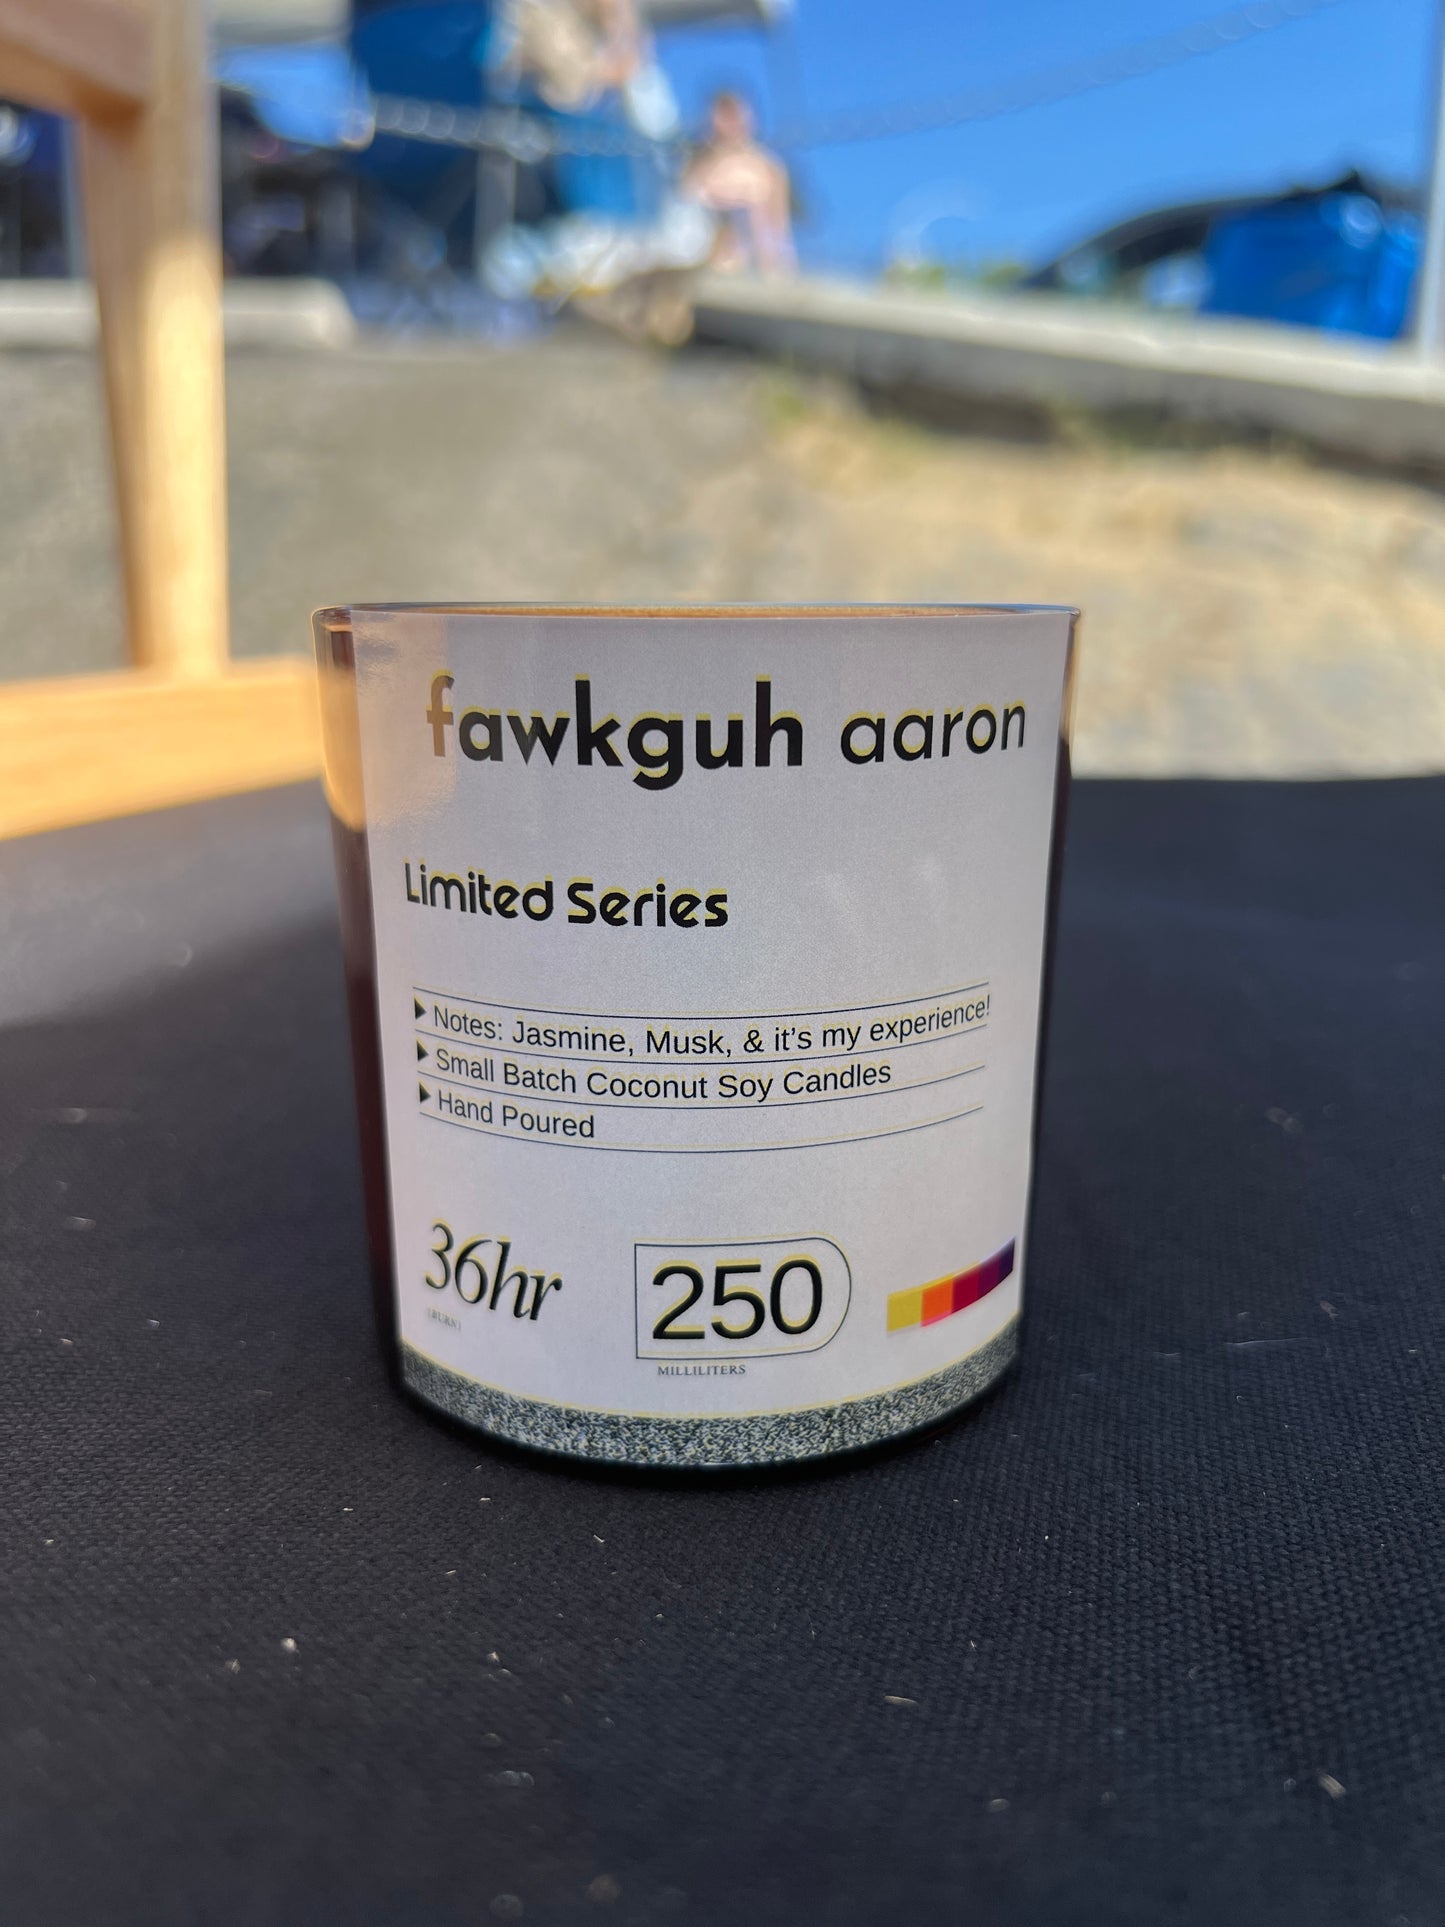 fawkguh aaron
Limited Series
Notes: Jasmine, Musk, & it’s my experience!
Small Batch Coconut Soy Candles
Hand Poured
36hr
(BURN)
250
MILLILITERS